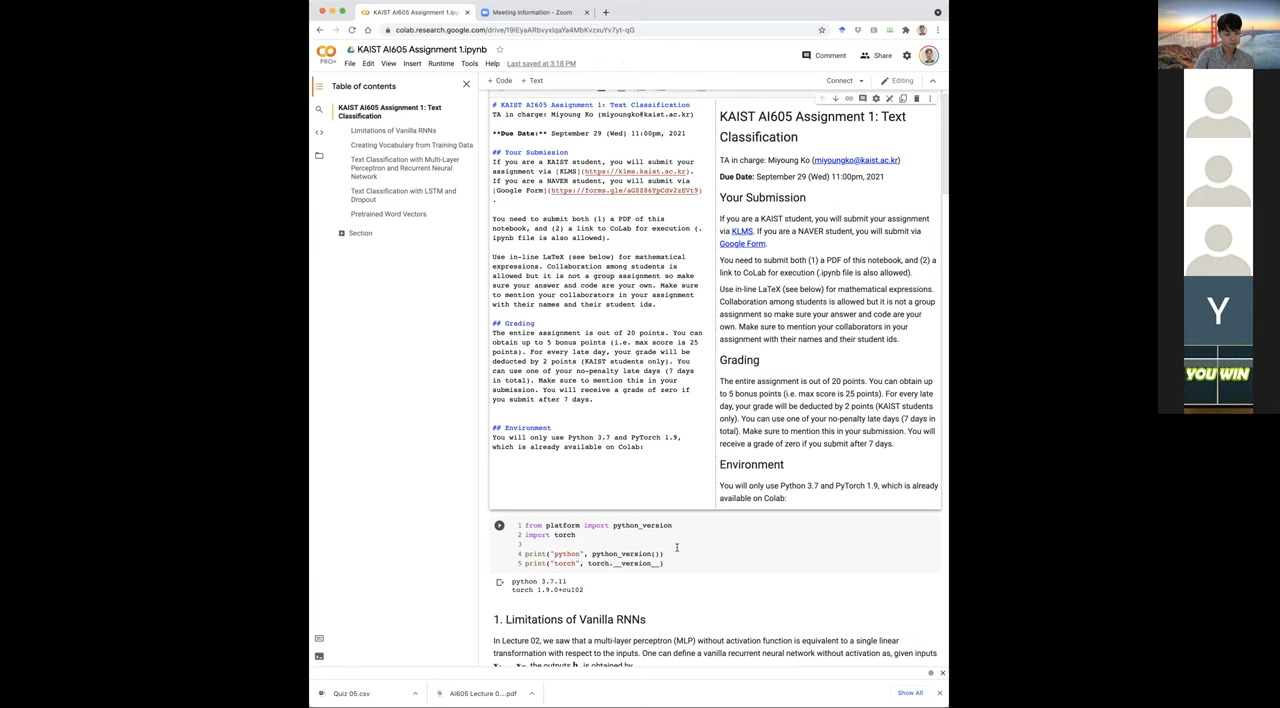 KAIST AI605 Assignment 1.ipyn
Meeting Information - Zoom
colab.research.google.com/drive/19IEyaARbvyxlqaYa4MbKvzxuYv7yt-qG
PRO+
KAIST AI605 Assignment 1.ipynb
File Edit View Insert Runtime Tools Help Last saved at 3:18 PM
Comment Share
Table of contents
KAIST AI605 Assignment 1: Text
Classification
Limitations of Vanilla RNNs
Creating Vocabulary from Training Data
Text Classification with Multi-Layer
Perceptron and Recurrent Neural
Network
Text Classification with LSTM and
Dropout
Pretrained Word Vectors
Section
+ Code + Text
Connect Editing
# KAIST AI605 Assignment 1: Text Classification
TA in charge: Miyoung Ko (miyoungko@kaist.ac.kr)
**Due Date:** September 29 (Wed) 11:00pm, 2021
## Your Submission
If you are a KAIST student, you will submit your
assignment via [KLMS](https://klms.kaist.ac.kr).
If you are a NAVER student, you will submit via
[Google Form](https://forms.gle/aGZZ86YpCdv2zEVt9)
.
You need to submit both (1) a PDF of this
notebook, and (2) a link to CoLab for execution (.
ipynb file is also allowed).
Use in-line LaTeX (see below) for mathematical
expressions. Collaboration among students is
allowed but it is not a group assignment so make
sure your answer and code are your own. Make sure
to mention your collaborators in your assignment
with their names and their student ids.
## Grading
The entire assignment is out of 20 points. You can
obtain up to 5 bonus points (i.e. max score is 25
points). For every late day, your grade will be
deducted by 2 points (KAIST students only). You
can use one of your no-penalty late days (7 days
in total). Make sure to mention this in your
submission. You will receive a grade of zero if
you submit after 7 days.
## Environment
You will only use Python 3.7 and PyTorch 1.9,
which is already available on Colab:
KAIST AI605 Assignment 1: Text
Classification
TA in charge: Miyoung Ko (miyoungko@kaist.ac.kr)
Due Date: September 29 (Wed) 11:00pm, 2021
Your Submission
If you are a KAIST student, you will submit your assignment
via KLMS. If you are a NAVER student, you will submit via
Google Form.
You need to submit both (1) a PDF of this notebook, and (2) a
link to CoLab for execution (.ipynb file is also allowed).
Use in-line LaTeX (see below) for mathematical expressions.
Collaboration among students is allowed but it is not a group
assignment so make sure your answer and code are your
own. Make sure to mention your collaborators in your
assignment with their names and their student ids.
Grading
The entire assignment is out of 20 points. You can obtain up
to 5 bonus points (i.e. max score is 25 points). For every late
day, your grade will be deducted by 2 points (KAIST students
only). You can use one of your no-penalty late days (7 days in
total). Make sure to mention this in your submission. You will
receive a grade of zero if you submit after 7 days.
Environment
You will only use Python 3.7 and PyTorch 1.9, which is already
available on Colab:
1 from platform import python_version
2 import torch
3
4 print("python", python_version())
5 print("torch", torch.__version__)
python 3.7.11
torch 1.9.0+cu102
1. Limitations of Vanilla RNNs
In Lecture 02, we saw that a multi-layer perceptron (MLP) without activation function is equivalent to a single linear
transformation with respect to the inputs. One can define a vanilla recurrent neural network without activation as, given inputs
the outputs h is obtained by
Quiz 05.csv
AI605 Lecture 0....pdf
Show All
Y
YOU WIN